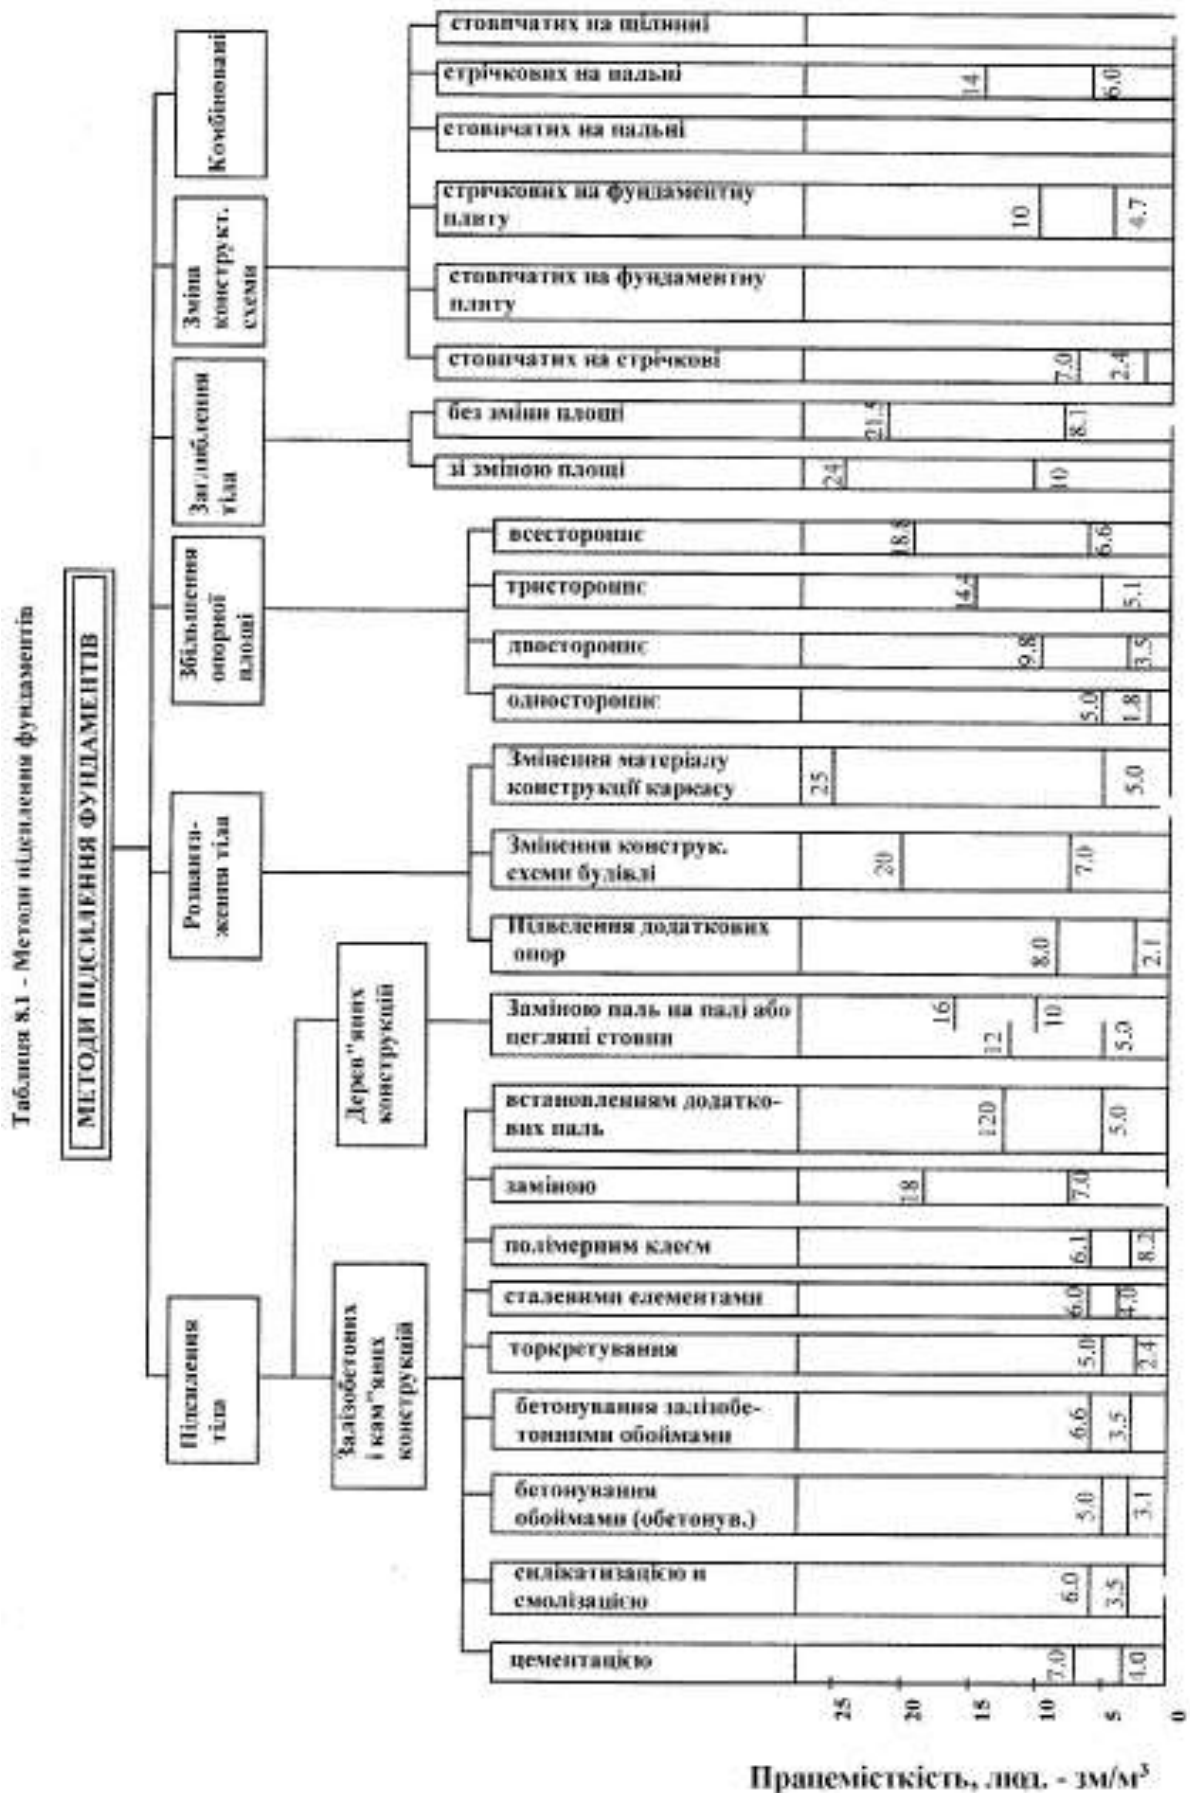 Таблиця 8.1 - Методи підсилення фундаментів
МЕТОДИ ПІДСИЛЕННЯ ФУНДАМЕНТІВ
Підсилення
тіла
Розванта-
ження тіла
Збільшення
опорної
площі
Заглиблення
тіла
Зміна
конструкт.
схеми
Комбіновані
Залізобетонних
і кам"яних
конструкцій
Дерев"яних
конструкцій
стовпчатих на щілинні
стрічкових на пальні
14
6.0
стовпчатих на пальні
стрічкових на фундаментну
плиту
10
4.7
стовпчатих на фундаментну
плиту
стовпчатих на стрічкові
7.0
2.4
без зміни площі
21.5
8.1
зі зміною площі
24
10
всестороннє
18.8
6.6
тристороннє
14.4
5.1
двостороннє
9.8
3.5
одностороннє
5.0
1.8
Змінення матеріалу
конструкції каркасу
25
5.0
Змінення конструк.
схеми будівлі
20
7.0
Підведення додаткових
опор
8.0
2.1
Заміною паль на палі або
цегляні стовпи
16
12
10
5.0
встановленням додатко-
вих паль
120
5.0
заміною
18
7.0
полімерним клеєм
6.1
8.2
сталевими елементами
6.0
4.0
торкретування
5.0
2.4
бетонування залізобе-
тонними обоймами
6.6
3.5
бетонування
обоймами (обетонув.)
5.0
3.1
силікатизацією и
смолізацією
6.0
3.5
цементацією
7.0
4.0
25
20
15
10
5
0
Працемісткість, люд. - зм/м³